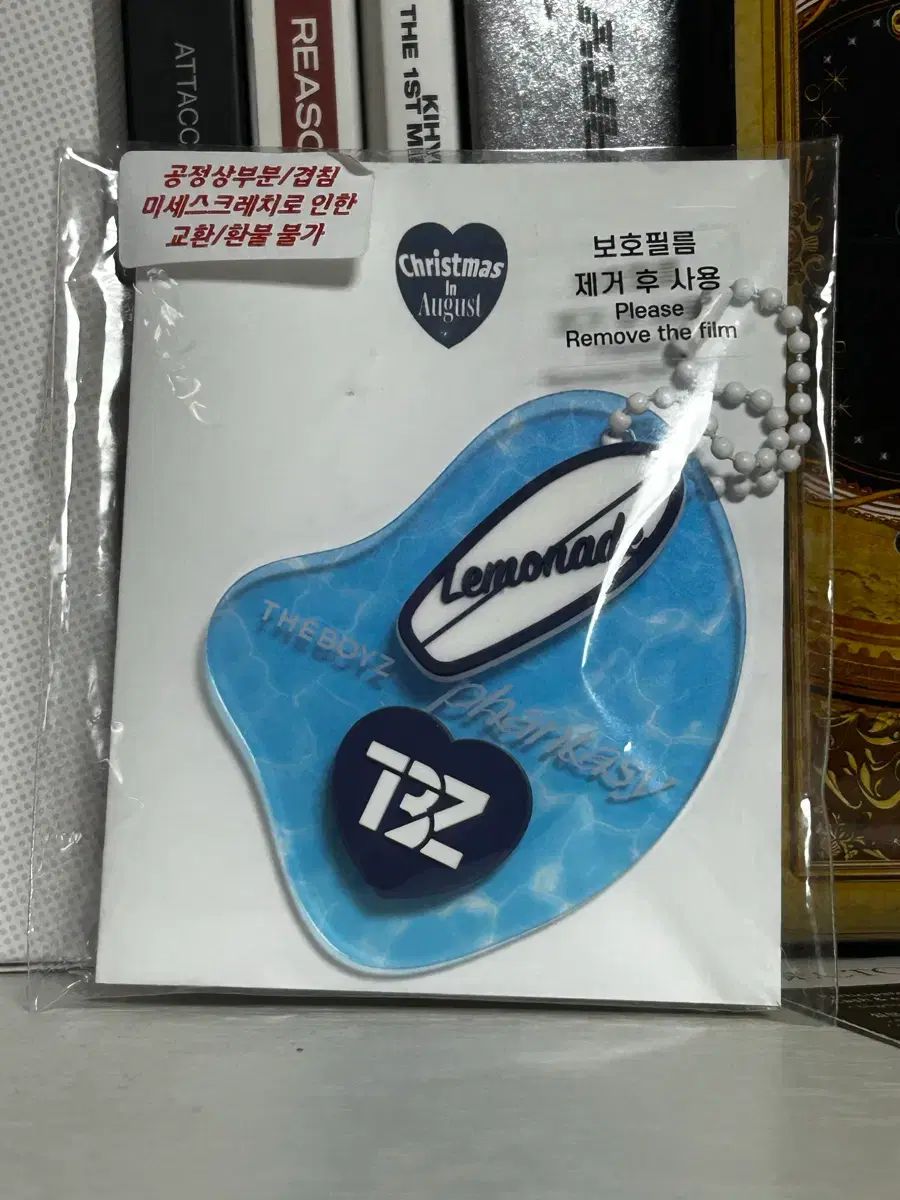 ATTACC
REASO
KIHY
THE 1ST MI
공정상부분/겹침
미세스크레치로 인한
교환/환불 불가
Christmas
In
August
보호필름
제거 후 사용
Please
Remove the film
Lemonade
THEBOYZ
phantasy
TBZ